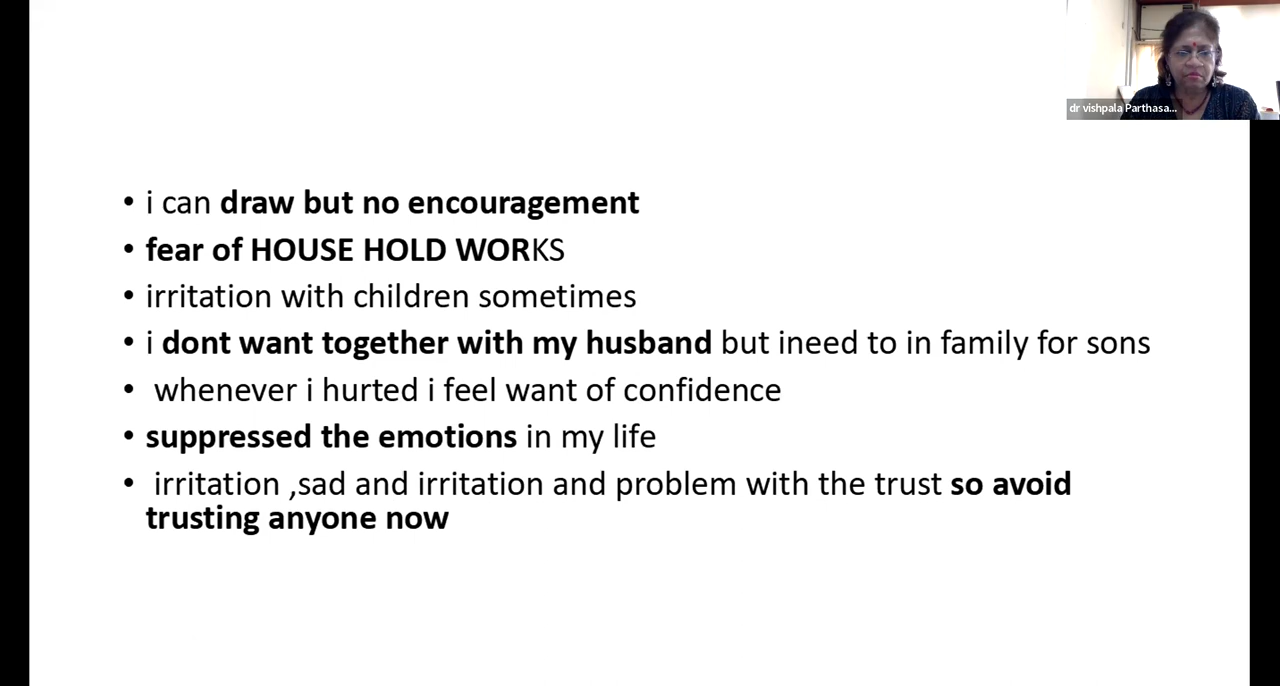 dr vishpala Parthasa...
• i can draw but no encouragement
• fear of HOUSE HOLD WORKS
• irritation with children sometimes
• i dont want together with my husband but ineed to in family for sons
• whenever i hurted i feel want of confidence
• suppressed the emotions in my life
• irritation ,sad and irritation and problem with the trust so avoid
trusting anyone now